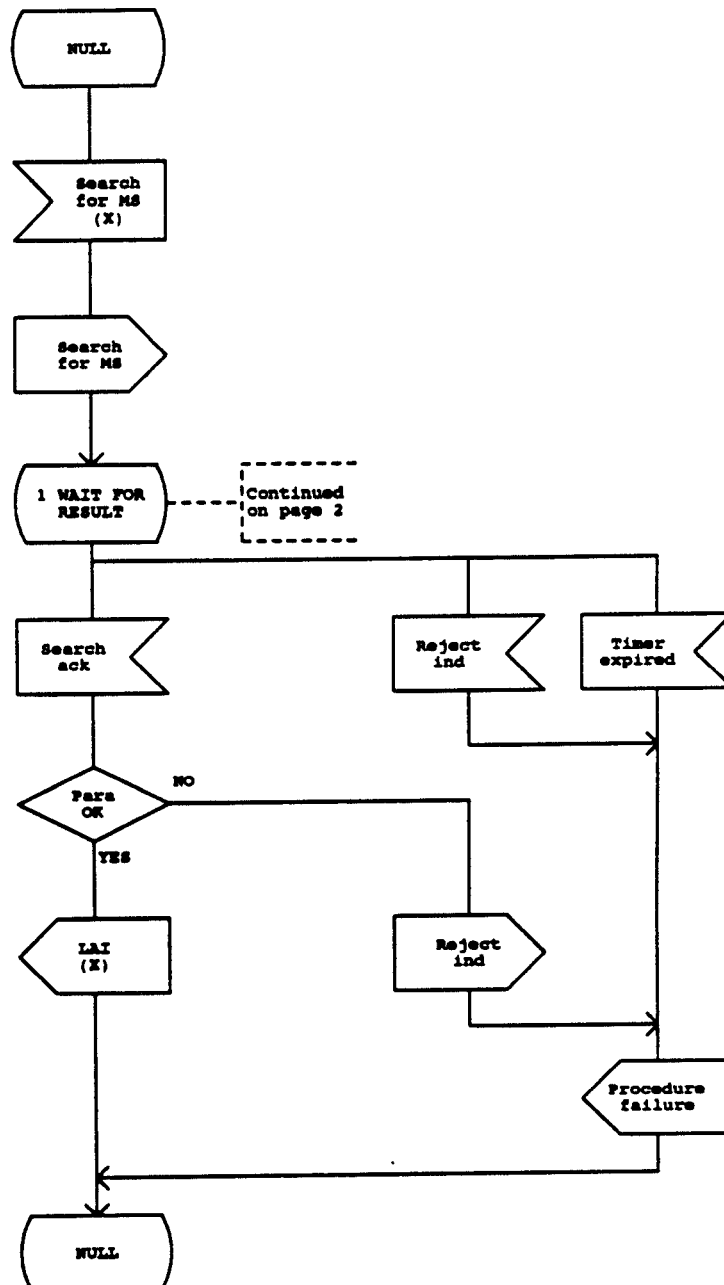 NULL
Search
for MS
(X)
Search
for MS
1 WAIT FOR
RESULT
Continued
on page 2
Search
ack
Reject
ind
Timer
expired
Para
OK
NO
YES
LAI
(X)
Reject
ind
Procedure
failure
NULL